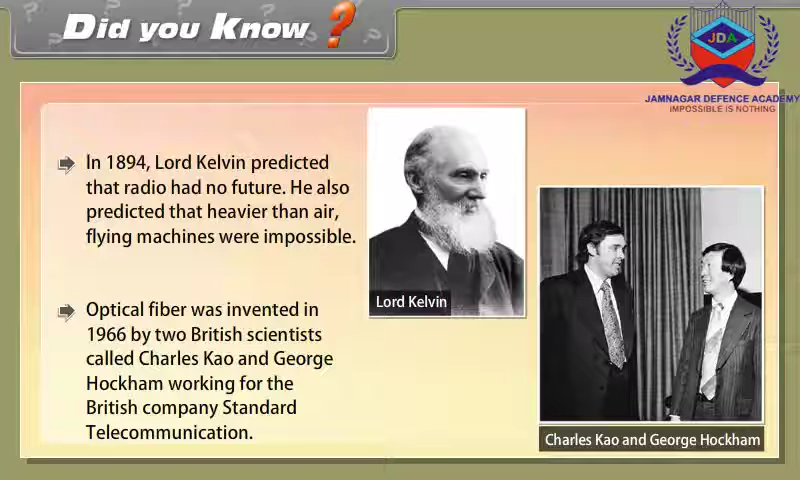 Did you Know ?
JDA
JAMNAGAR DEFENCE ACADEMY
IMPOSSIBLE IS NOTHING
In 1894, Lord Kelvin predicted
that radio had no future. He also
predicted that heavier than air,
flying machines were impossible.
Lord Kelvin
Optical fiber was invented in
1966 by two British scientists
called Charles Kao and George
Hockham working for the
British company Standard
Telecommunication.
Charles Kao and George Hockham